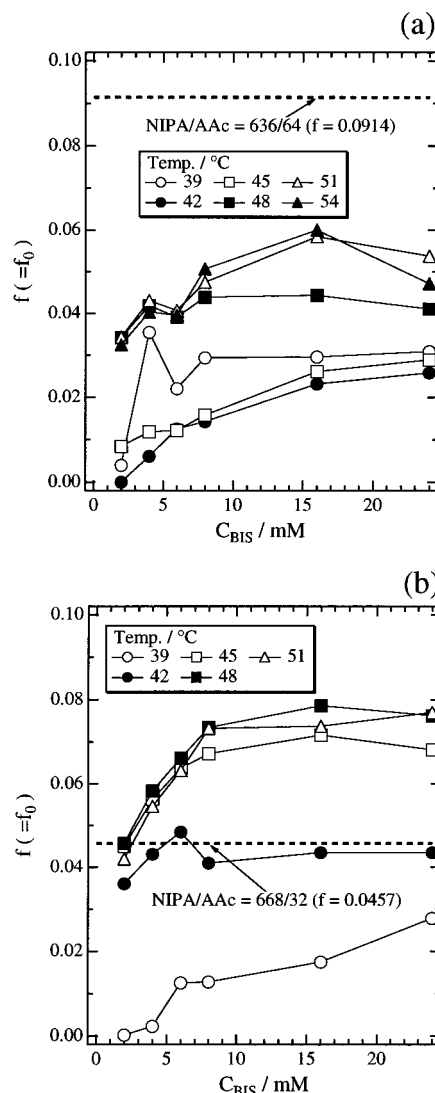 (a)
0.10
NIPA/AAc = 636/64 (f = 0.0914)
0.08
Temp. / °C
39 45 51
42 48 54
0.06
f (=f₀)
0.04
0.02
0.00
0 5 10 15 20
C_BIS / mM
(b)
0.10
Temp. / °C
39 45 51
42 48
0.08
0.06
f (=f₀)
0.04
NIPA/AAc = 668/32 (f = 0.0457)
0.02
0.00
0 5 10 15 20
C_BIS / mM